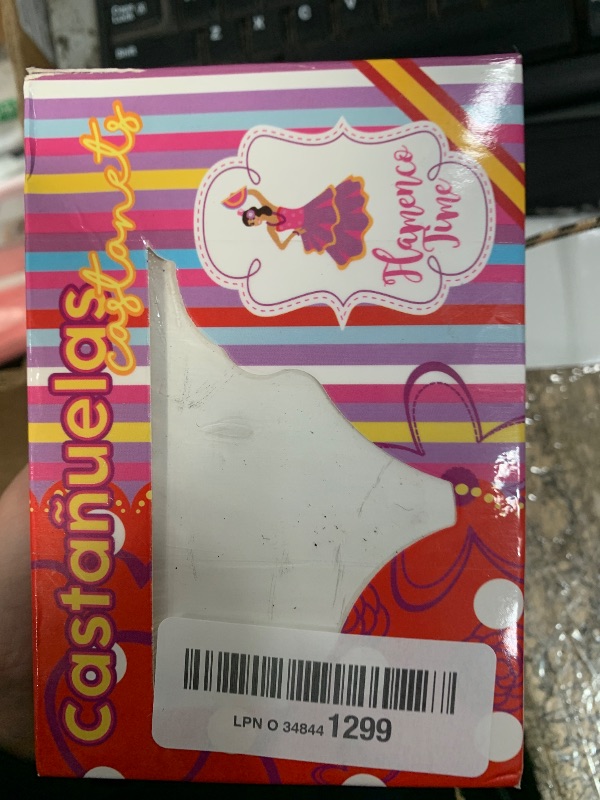 Castañuelas
castanets
Flamenco
Time
LPN O 34844 1299
Z X C V